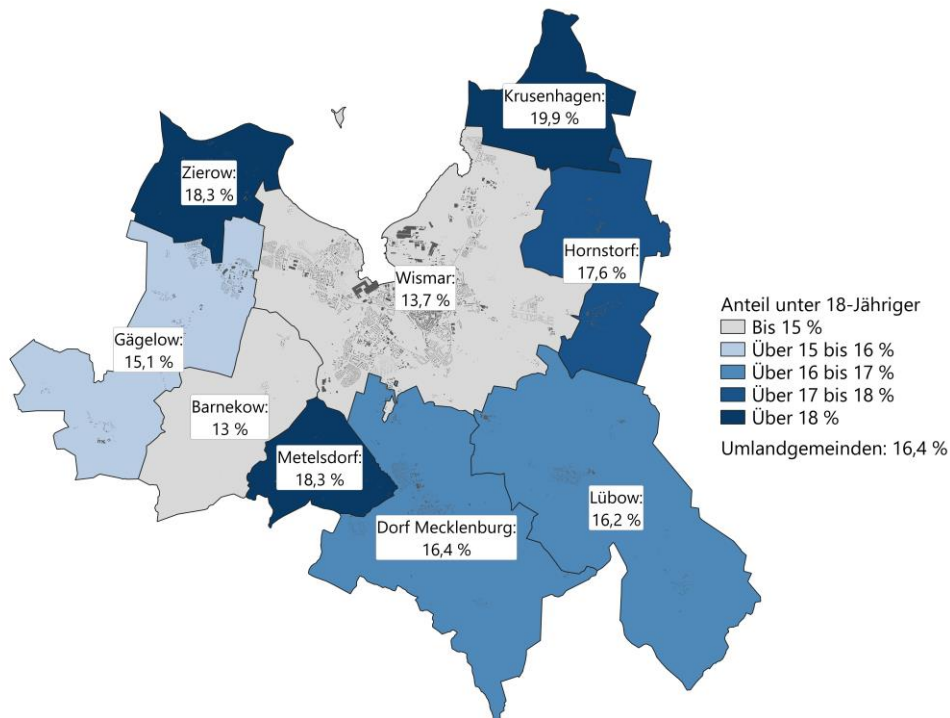 Krusenhagen:
19,9 %
Zierow:
18,3 %
Hornstorf:
17,6 %
Wismar:
13,7 %
Gägelow:
15,1 %
Barnekow:
13 %
Metelsdorf:
18,3 %
Lübow:
16,2 %
Dorf Mecklenburg:
16,4 %
Anteil unter 18-Jähriger
Bis 15 %
Über 15 bis 16 %
Über 16 bis 17 %
Über 17 bis 18 %
Über 18 %
Umlandgemeinden: 16,4 %